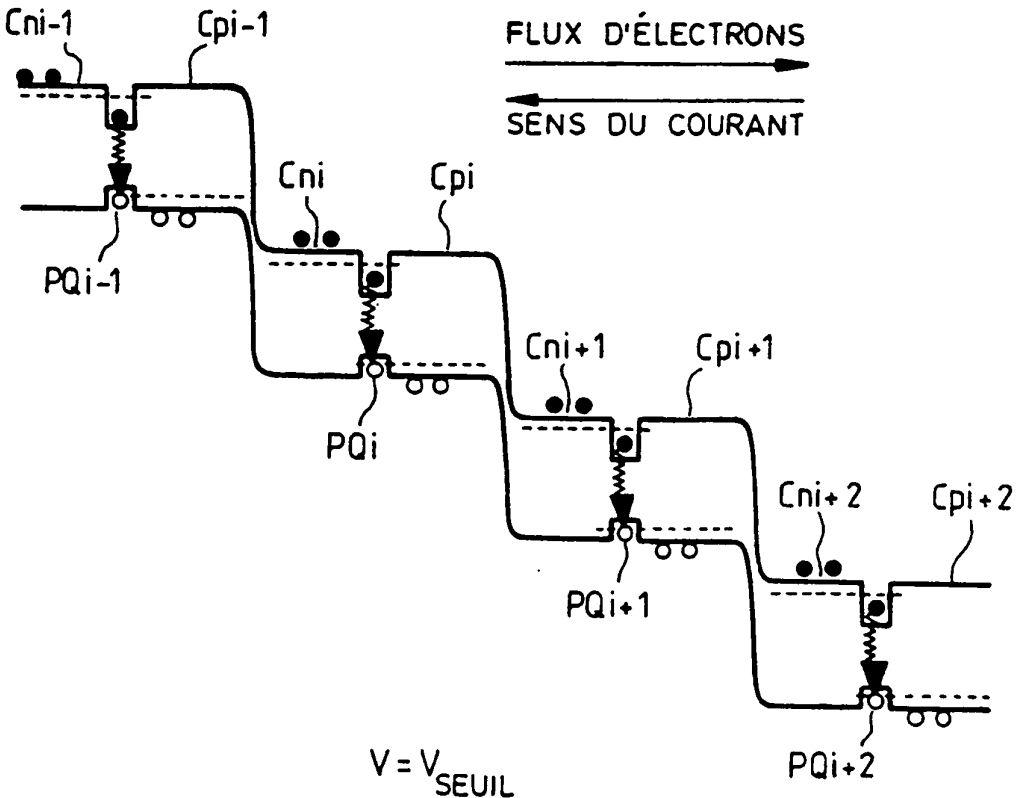 Cni-1
Cpi-1
FLUX D'ÉLECTRONS
SENS DU COURANT
Cni
Cpi
PQi-1
Cni+1
Cpi+1
PQi
Cni+2
Cpi+2
PQi+1
PQi+2
V = VSEUIL